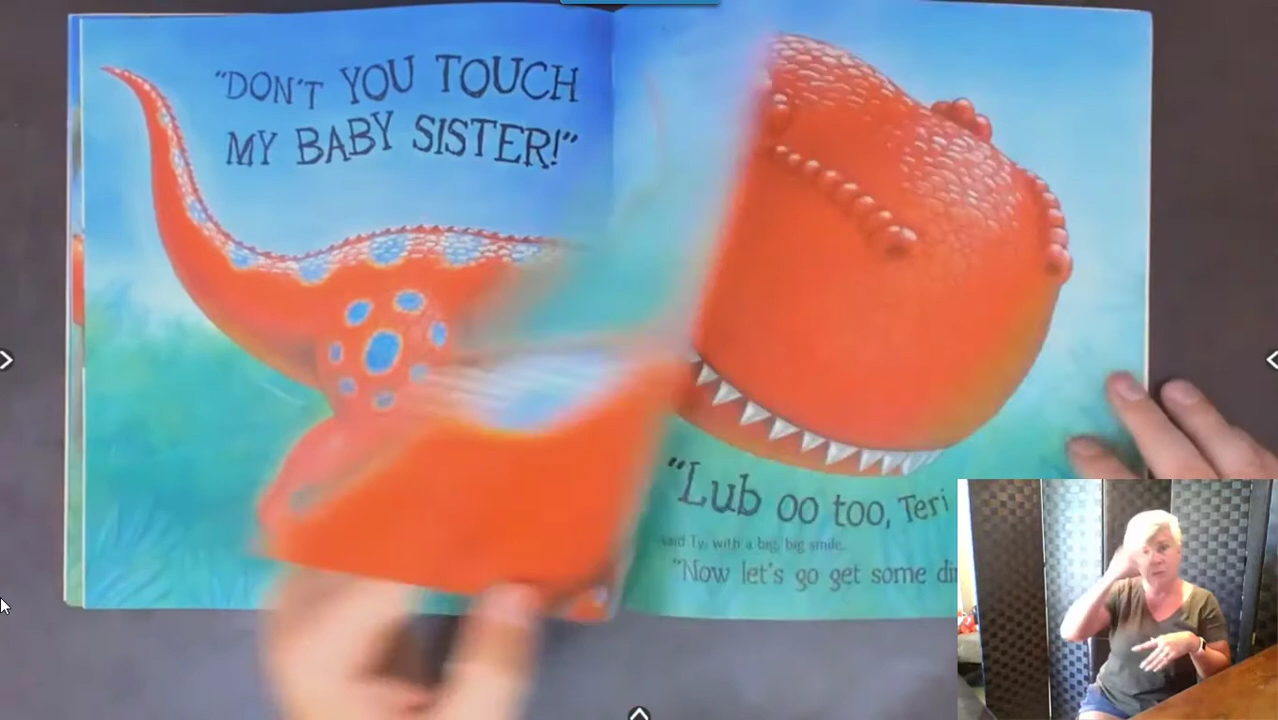 "DON'T YOU TOUCH
MY BABY SISTER!"
"Lub oo too, Teri
said Ty, with a big, big smile.
"Now let's go get some